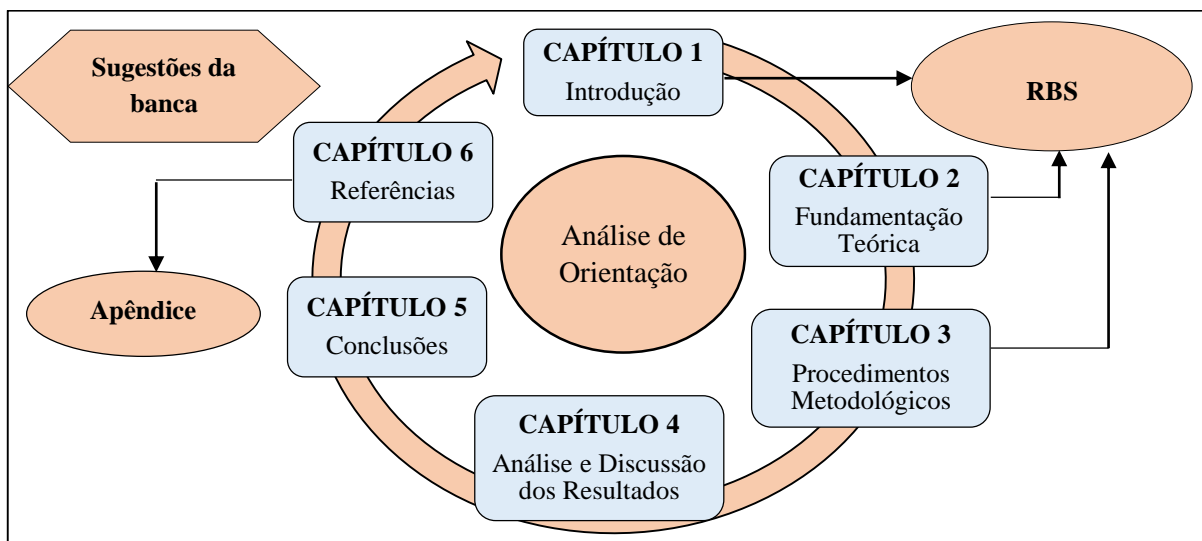 Sugestões da
banca
CAPÍTULO 1
Introdução
RBS
CAPÍTULO 2
Fundamentação
Teórica
CAPÍTULO 3
Procedimentos
Metodológicos
CAPÍTULO 4
Análise e Discussão
dos Resultados
CAPÍTULO 5
Conclusões
CAPÍTULO 6
Referências
Apêndice
Análise de
Orientação